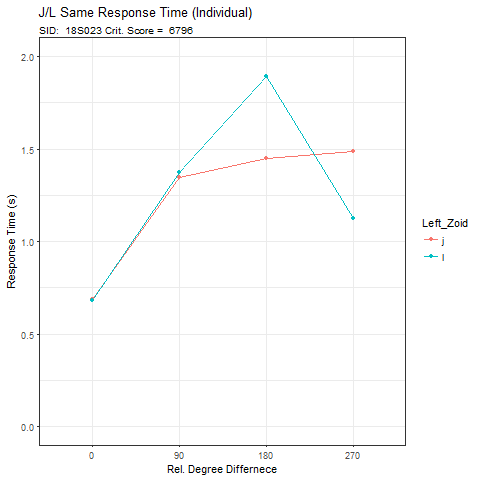 J/L Same Response Time (Individual)
SID:  18S023 Crit. Score =  6796
2.0
1.5
1.0
0.5
0.0
Response Time (s)
0 90 180 270
Rel. Degree Differnece
Left_Zoid
j
l